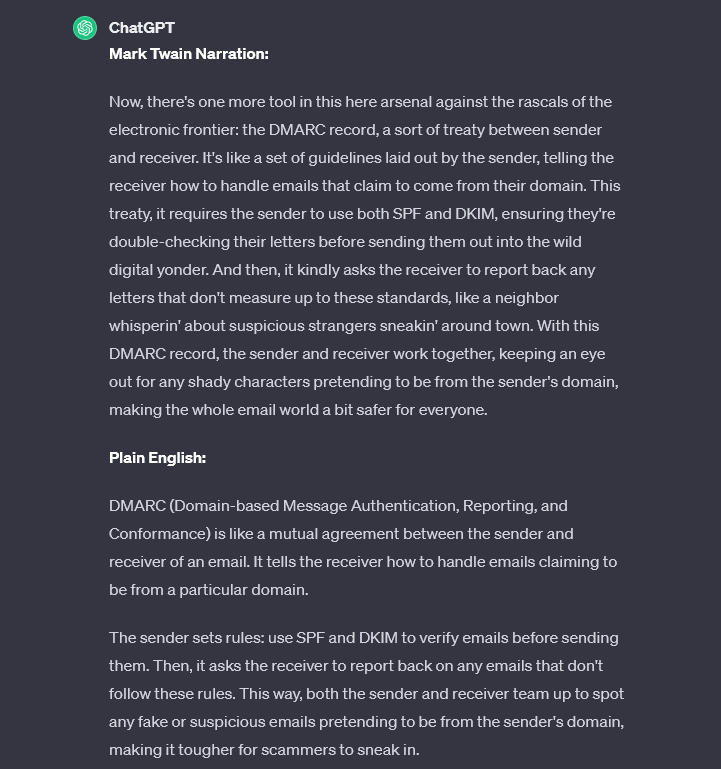 ChatGPT
Mark Twain Narration:
Now, there's one more tool in this here arsenal against the rascals of the
electronic frontier: the DMARC record, a sort of treaty between sender
and receiver. It's like a set of guidelines laid out by the sender, telling the
receiver how to handle emails that claim to come from their domain. This
treaty, it requires the sender to use both SPF and DKIM, ensuring they're
double-checking their letters before sending them out into the wild
digital yonder. And then, it kindly asks the receiver to report back any
letters that don't measure up to these standards, like a neighbor
whisperin' about suspicious strangers sneakin' around town. With this
DMARC record, the sender and receiver work together, keeping an eye
out for any shady characters pretending to be from the sender's domain,
making the whole email world a bit safer for everyone.
Plain English:
DMARC (Domain-based Message Authentication, Reporting, and
Conformance) is like a mutual agreement between the sender and
receiver of an email. It tells the receiver how to handle emails claiming to
be from a particular domain.
The sender sets rules: use SPF and DKIM to verify emails before sending
them. Then, it asks the receiver to report back on any emails that don't
follow these rules. This way, both the sender and receiver team up to spot
any fake or suspicious emails pretending to be from the sender's domain,
making it tougher for scammers to sneak in.